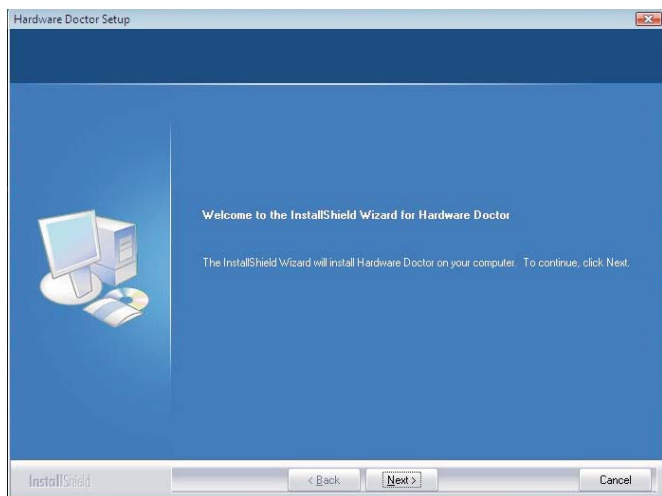 Hardware Doctor Setup
Welcome to the InstallShield Wizard for Hardware Doctor
The InstallShield Wizard will install Hardware Doctor on your computer. To continue, click Next.
InstallShield
< Back
Next >
Cancel